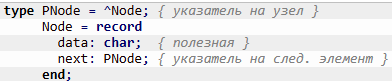 type PNode = ^Node; { указатель на узел }
Node = record
data: char; { полезная }
next: PNode; { указатель на след. элемент }
end;